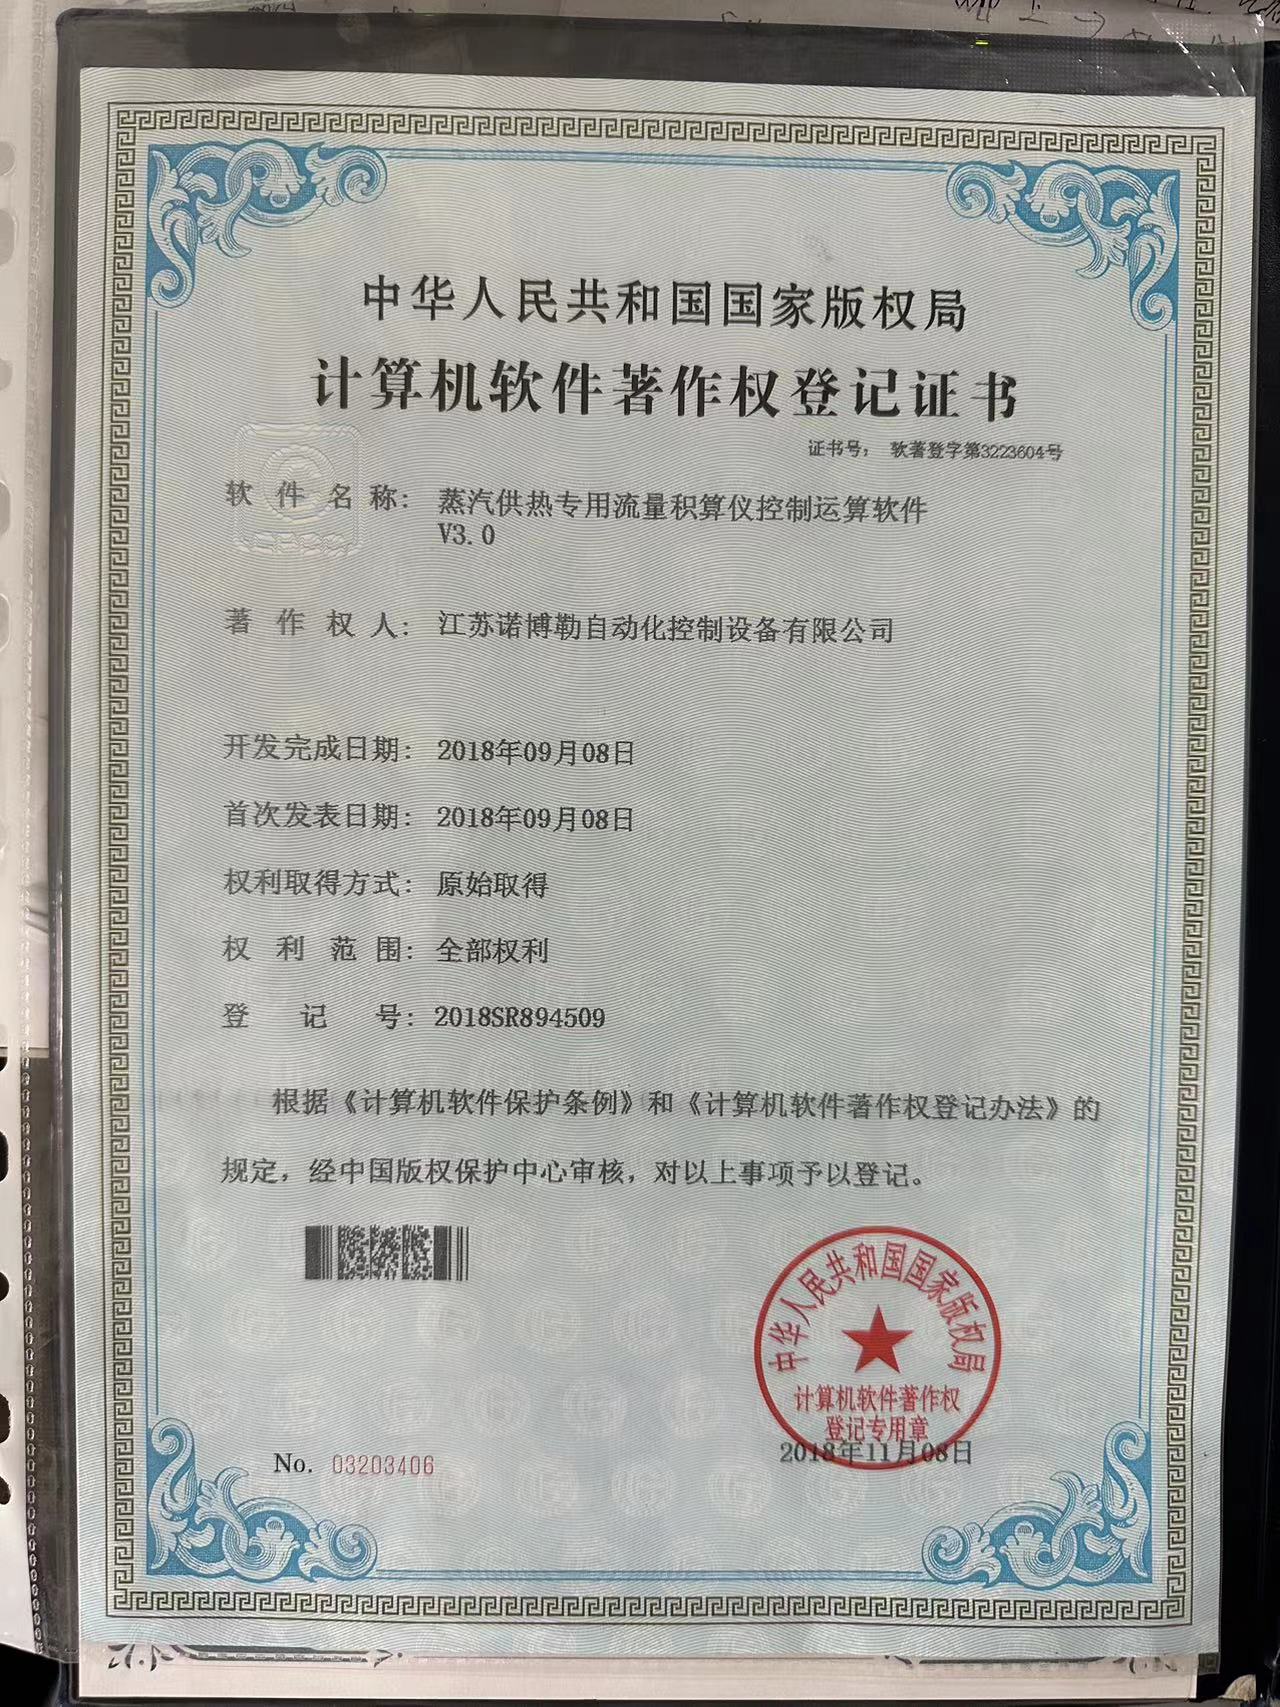 中华人民共和国国家版权局
计算机软件著作权登记证书
证书号： 软著登字第3223604号
软件名称： 蒸汽供热专用流量积算仪控制运算软件
V3.0
著作权人： 江苏诺博勒自动化控制设备有限公司
开发完成日期： 2018年09月08日
首次发表日期： 2018年09月08日
权利取得方式： 原始取得
权利范围： 全部权利
登记号： 2018SR894509
根据《计算机软件保护条例》和《计算机软件著作权登记办法》的
规定，经中国版权保护中心审核，对以上事项予以登记。
中华人民共和国国家版权局
计算机软件著作权
登记专用章
No. 03203406
2018年11月08日